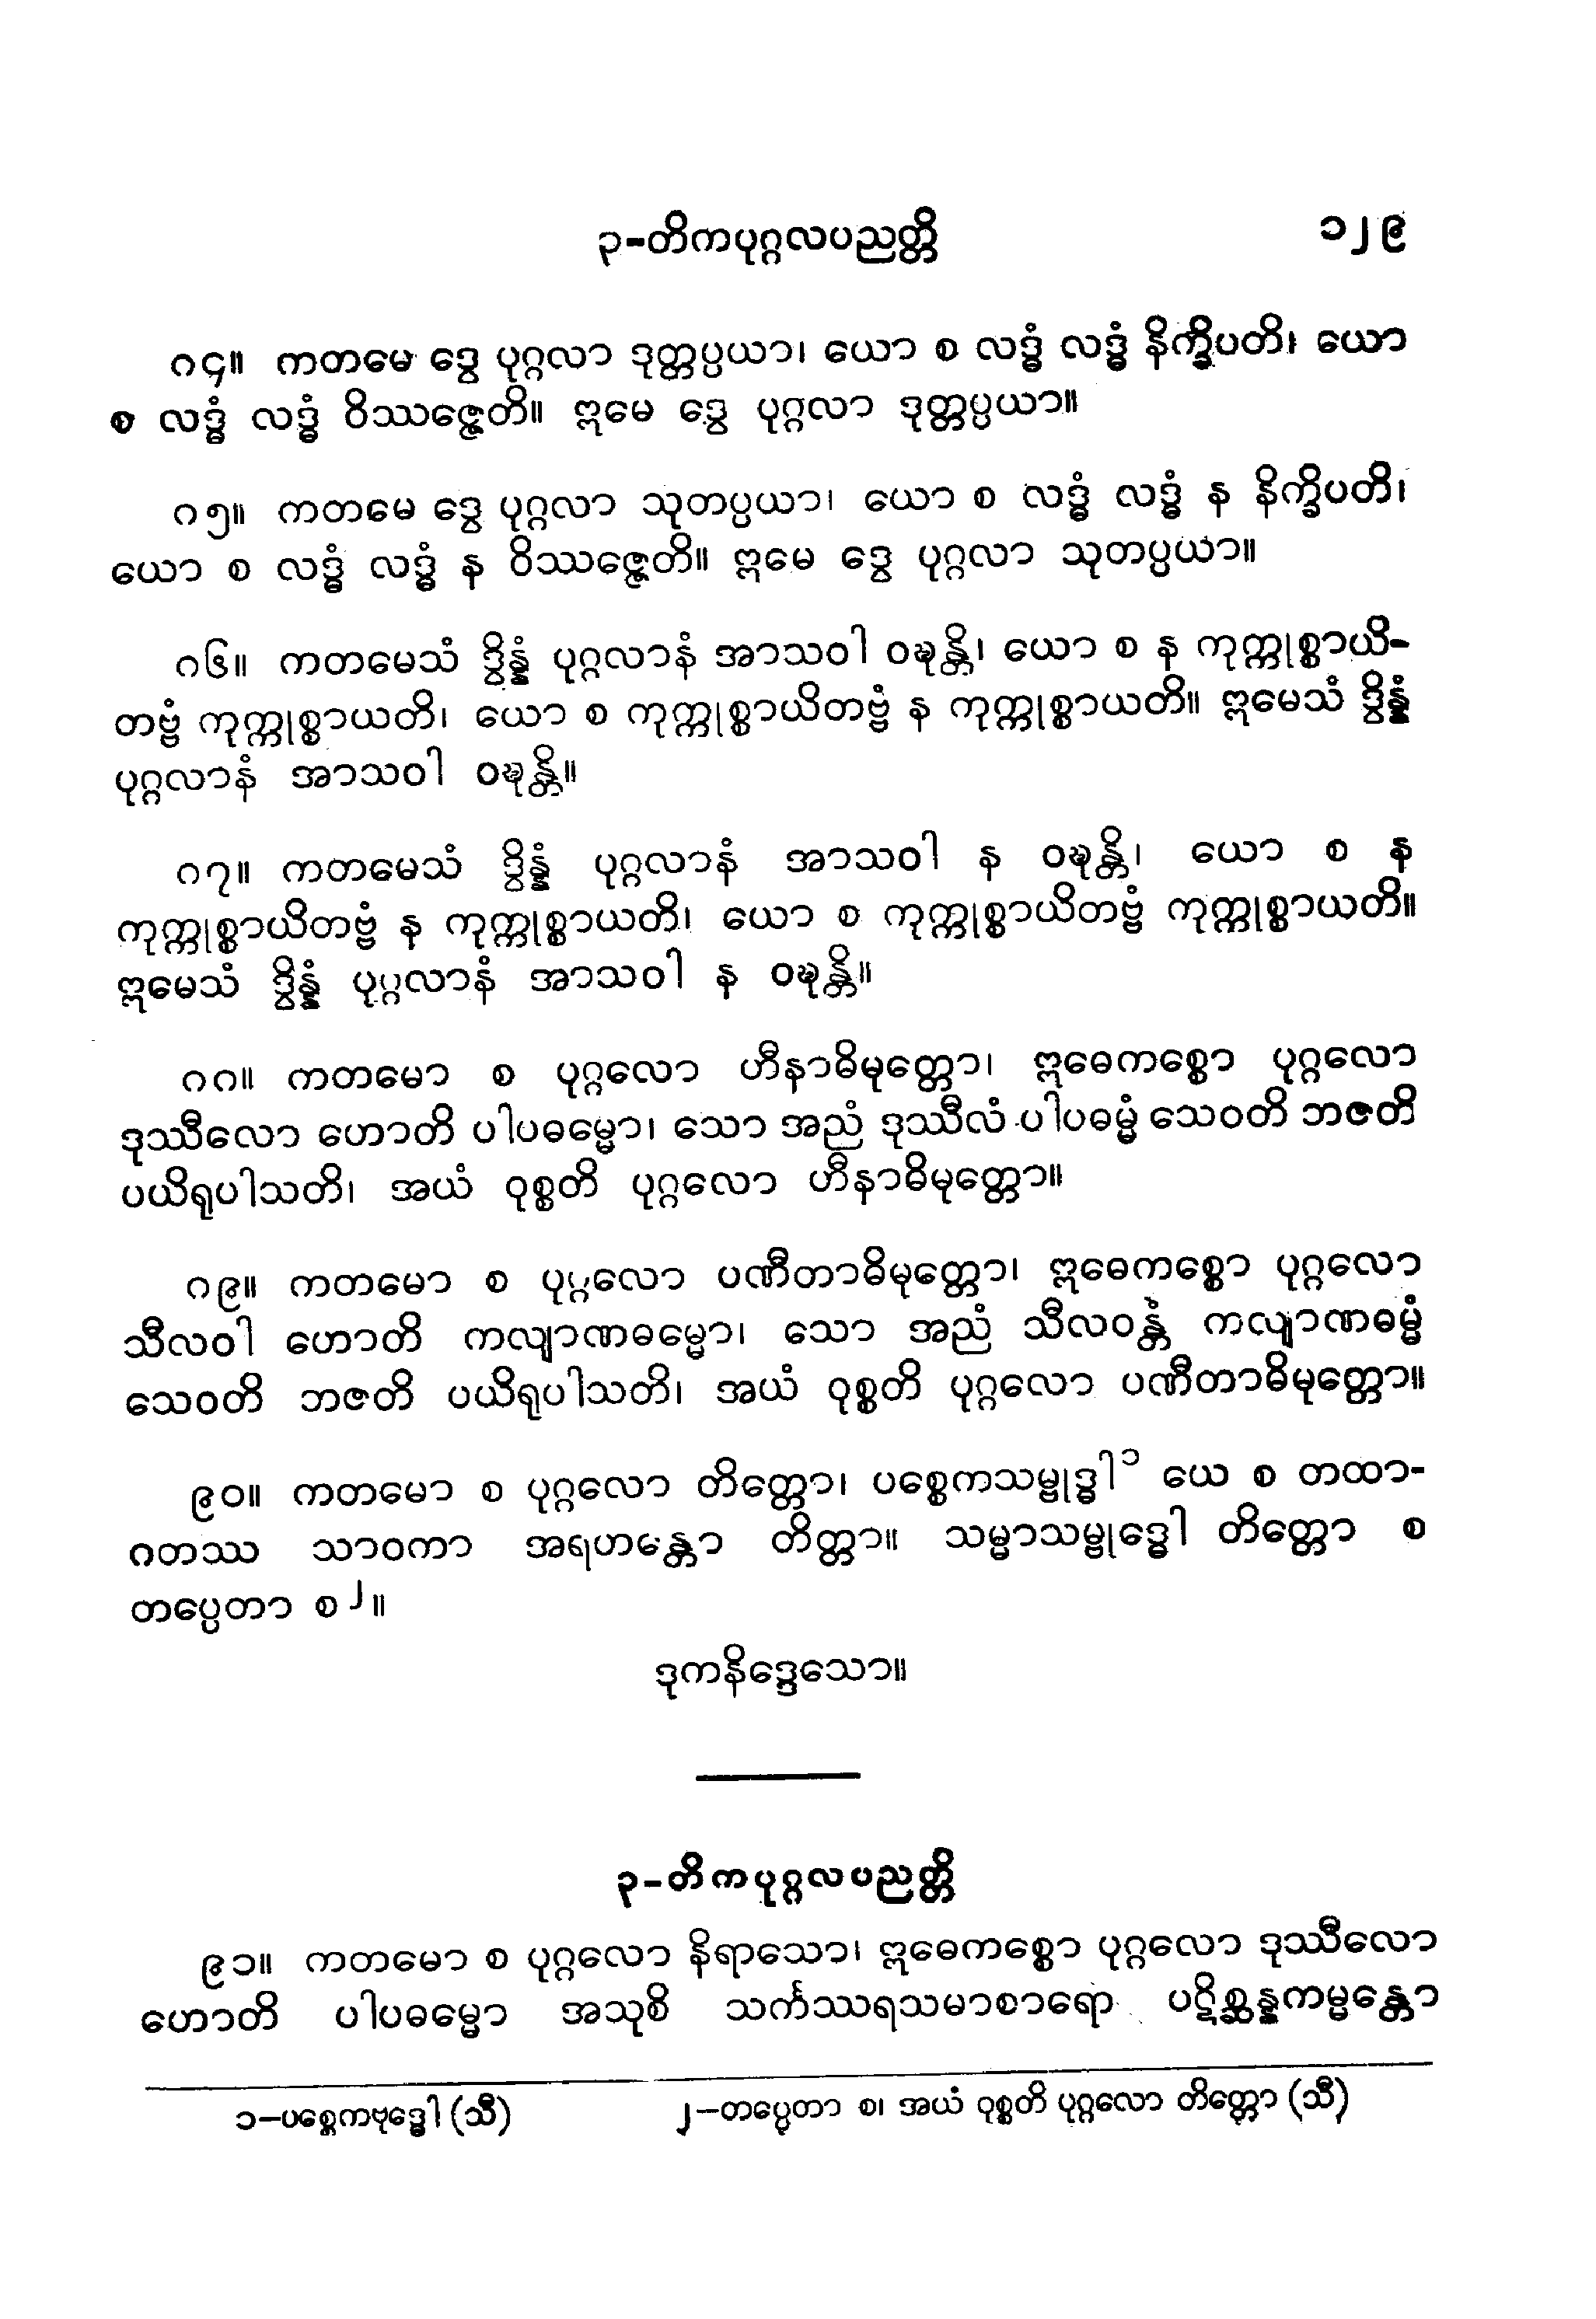 ၃-တိကပုဂ္ဂလပညတ္တိ ၁၂၉
၈၄။ ကတမေ ဒွေ ပုဂ္ဂလာ ဒုတ္တပ္ပယာ၊ ယော စ လဒ္ဓံ လဒ္ဓံ နိက္ခိပတိ၊ ယော
စ လဒ္ဓံ လဒ္ဓံ ဝိဿဇ္ဇေတိ။ ဣမေ ဒွေ ပုဂ္ဂလာ ဒုတ္တပ္ပယာ။
၈၅။ ကတမေ ဒွေ ပုဂ္ဂလာ သုတပ္ပယာ၊ ယော စ လဒ္ဓံ လဒ္ဓံ န နိက္ခိပတိ၊
ယော စ လဒ္ဓံ လဒ္ဓံ န ဝိဿဇ္ဇေတိ။ ဣမေ ဒွေ ပုဂ္ဂလာ သုတပ္ပယာ။
၈၆။ ကတမေသံ ဒွိန္နံ ပုဂ္ဂလာနံ အာသဝါ ဝဍ္ဎန္တိ၊ ယော စ န ကုက္ကုစ္စာယိ-
တဗ္ဗံ ကုက္ကုစ္စာယတိ၊ ယော စ ကုက္ကုစ္စာယိတဗ္ဗံ န ကုက္ကုစ္စာယတိ။ ဣမေသံ ဒွိန္နံ
ပုဂ္ဂလာနံ အာသဝါ ဝဍ္ဎန္တိ။
၈၇။ ကတမေသံ ဒွိန္နံ ပုဂ္ဂလာနံ အာသဝါ န ဝဍ္ဎန္တိ၊ ယော စ န
ကုက္ကုစ္စာယိတဗ္ဗံ န ကုက္ကုစ္စာယတိ၊ ယော စ ကုက္ကုစ္စာယိတဗ္ဗံ ကုက္ကုစ္စာယတိ။
ဣမေသံ ဒွိန္နံ ပုဂ္ဂလာနံ အာသဝါ န ဝဍ္ဎန္တိ။
၈၈။ ကတမော စ ပုဂ္ဂလော ဟီနာဓိမုတ္တော၊ ဣဓေကစ္စော ပုဂ္ဂလော
ဒုဿီလော ဟောတိ ပါပဓမ္မော၊ သော အညံ ဒုဿီလံ ပါပဓမ္မံ သေဝတိ ဘဇတိ
ပယိရုပါသတိ၊ အယံ ဝုစ္စတိ ပုဂ္ဂလော ဟီနာဓိမုတ္တော။
၈၉။ ကတမော စ ပုဂ္ဂလော ပဏီတာဓိမုတ္တော၊ ဣဓေကစ္စော ပုဂ္ဂလော
သီလဝါ ဟောတိ ကလျာဏဓမ္မော၊ သော အညံ သီလဝန္တံ ကလျာဏဓမ္မံ
သေဝတိ ဘဇတိ ပယိရုပါသတိ၊ အယံ ဝုစ္စတိ ပုဂ္ဂလော ပဏီတာဓိမုတ္တော။
၉၀။ ကတမော စ ပုဂ္ဂလော တိတ္တော၊ ပစ္စေကသမ္ဗုဒ္ဓါ၁ ယေ စ တထာ-
ဂတဿ သာဝကာ အရဟန္တော တိတ္တာ။ သမ္မာသမ္ဗုဒ္ဓေါ တိတ္တော စ
တပ္ပေတာ စ၂။
ဒုကနိဒ္ဒေသော။
၃-တိကပုဂ္ဂလပညတ္တိ
၉၁။ ကတမော စ ပုဂ္ဂလော နိရာသော၊ ဣဓေကစ္စော ပုဂ္ဂလော ဒုဿီလော
ဟောတိ ပါပဓမ္မော အသုစိ သင်္ကဿရသမာစာရော ပဋိစ္ဆန္နကမ္မန္တော
၁-ပစ္စေကဗုဒ္ဓေါ (သီ) ၂-တပ္ပေတာ စ၊ အယံ ဝုစ္စတိ ပုဂ္ဂလော တိတ္တော (သီ)